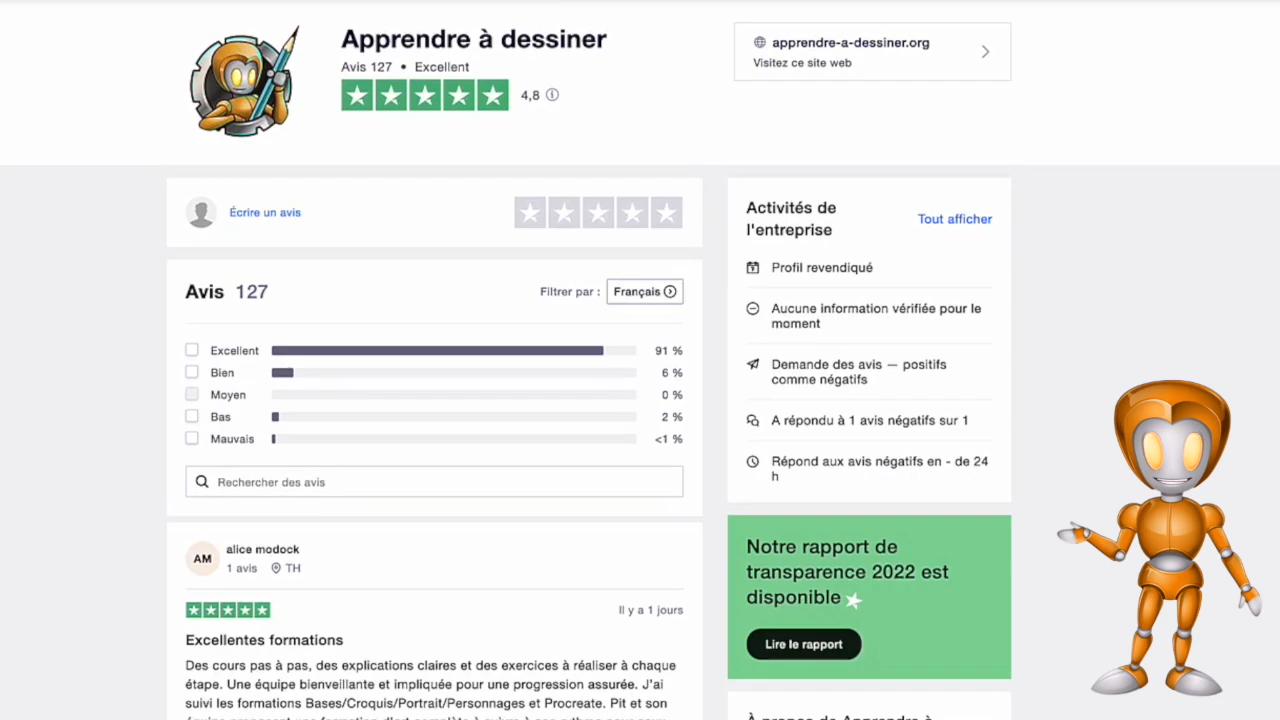 Apprendre à dessiner
Avis 127 • Excellent
4,8
apprendre-a-dessiner.org
Visitez ce site web
Écrire un avis
Avis 127
Filtrer par :
Français
Excellent 91 %
Bien 6 %
Moyen 0 %
Bas 2 %
Mauvais <1 %
Rechercher des avis
AM
alice modock
1 avis TH
Il y a 1 jours
Excellentes formations
Des cours pas à pas, des explications claires et des exercices à réaliser à chaque
étape. Une équipe bienveillante et impliquée pour une progression assurée. J'ai
suivi les formations Bases/Croquis/Portrait/Personnages et Procreate. Pit et son
Activités de
l'entreprise
Tout afficher
Profil revendiqué
Aucune information vérifiée pour le
moment
Demande des avis — positifs
comme négatifs
A répondu à 1 avis négatifs sur 1
Répond aux avis négatifs en - de 24
h
Notre rapport de
transparence 2022 est
disponible
Lire le rapport
À propos de Apprendre à